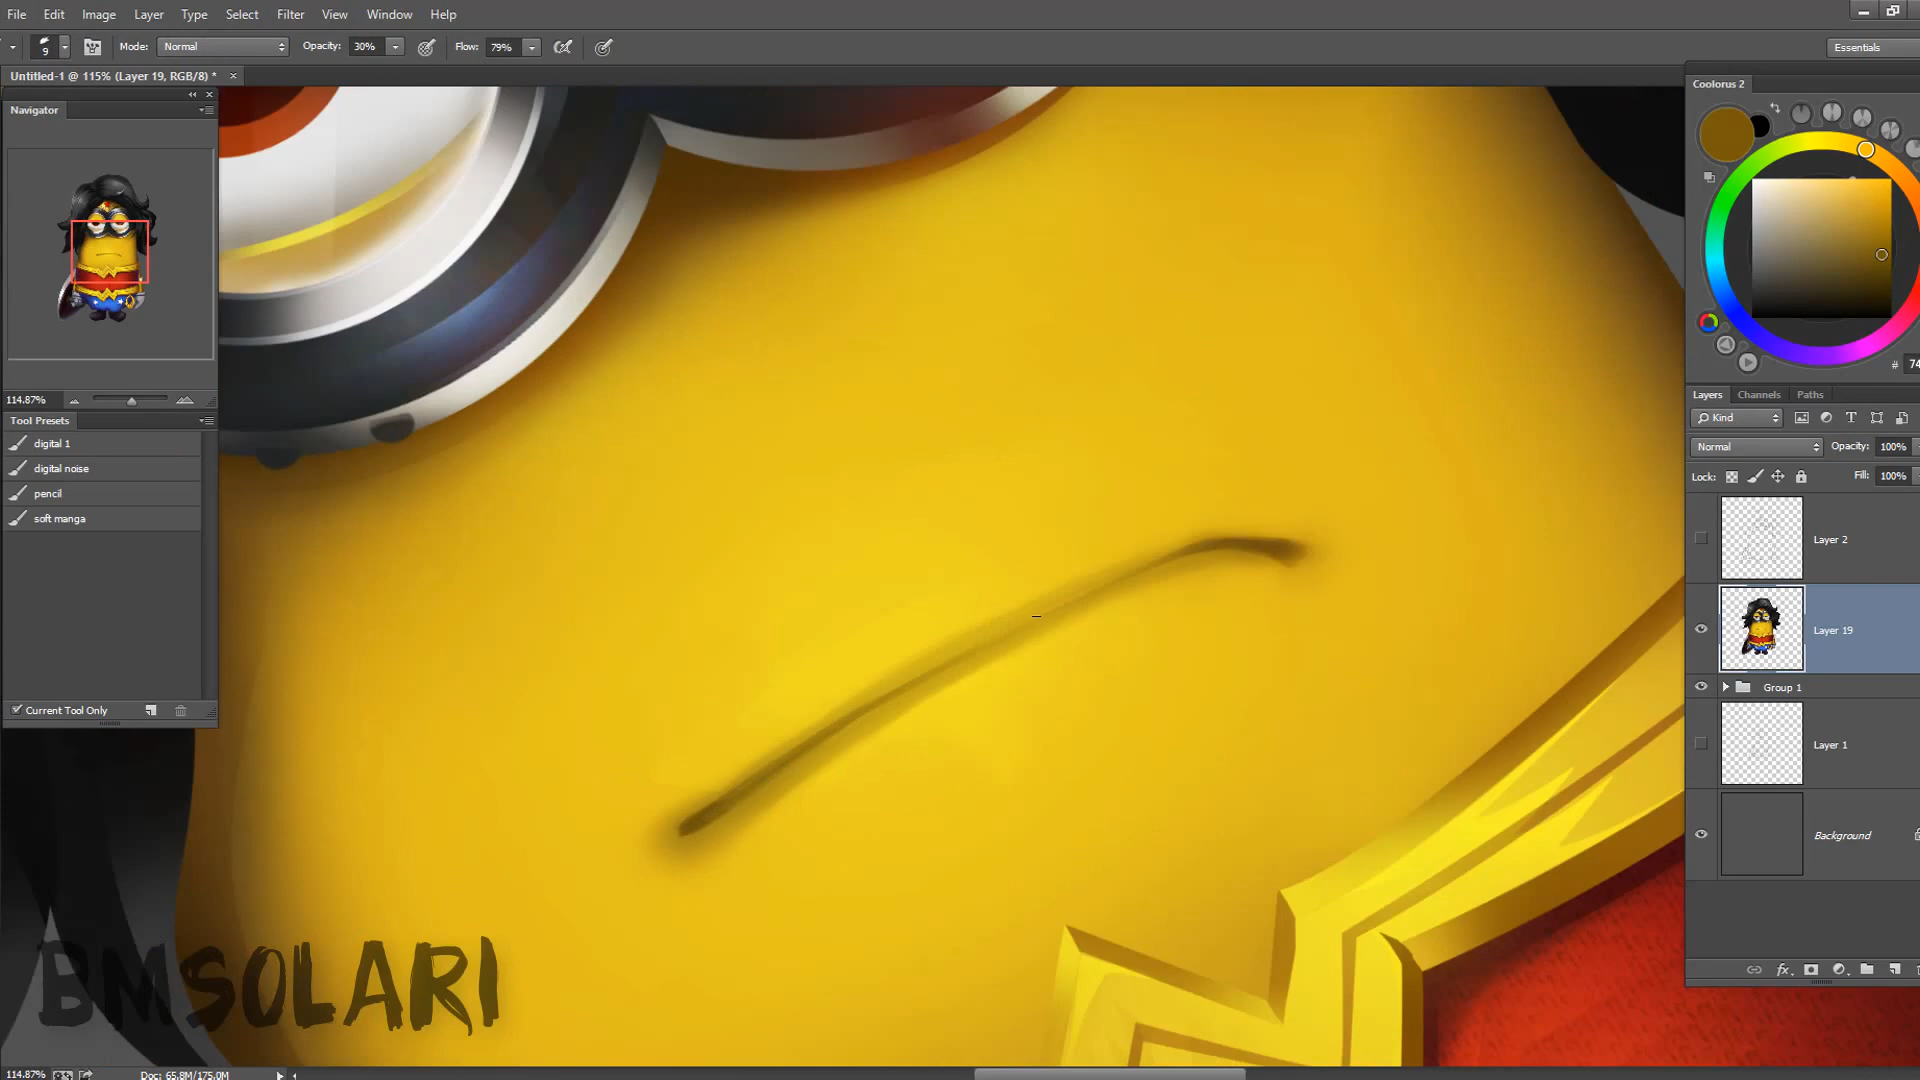 File Edit Image Layer Type Select Filter View Window Help
9 Mode: Normal Opacity: 30% Flow: 79% Essentials
Untitled-1 @ 115% (Layer 19, RGB/8) * ×
Navigator
114.87%
Tool Presets
digital 1
digital noise
pencil
soft manga
Current Tool Only
Coolorus 2
# 74
Layers Channels Paths
Kind
Normal Opacity: 100%
Lock: Fill: 100%
Layer 2
Layer 19
Group 1
Layer 1
Background
fx
BMSOLARI
114.87% Doc: 65.8M/175.0M